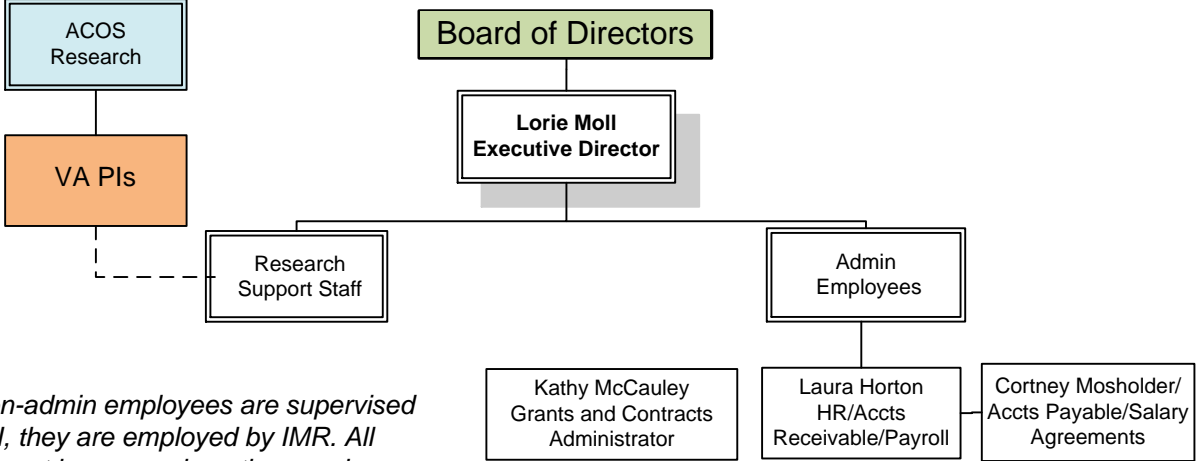 ACOS
Research
Board of Directors
Lorie Moll
Executive Director
VA PIs
Research
Support Staff
Admin
Employees
Kathy McCauley
Grants and Contracts
Administrator
Laura Horton
HR/Accts
Receivable/Payroll
Cortney Mosholder/
Accts Payable/Salary
Agreements
n-admin employees are supervised
, they are employed by IMR. All